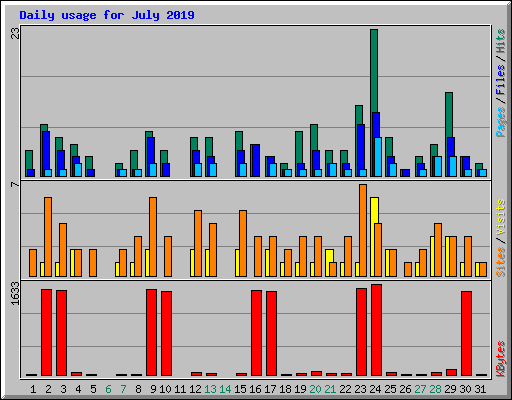 Daily usage for July 2019
23
Pages / Files / Hits
7
Sites / Visits
1633
KBytes
1 2 3 4 5 6 7 8 9 10 11 12 13 14 15 16 17 18 19 20 21 22 23 24 25 26 27 28 29 30 31